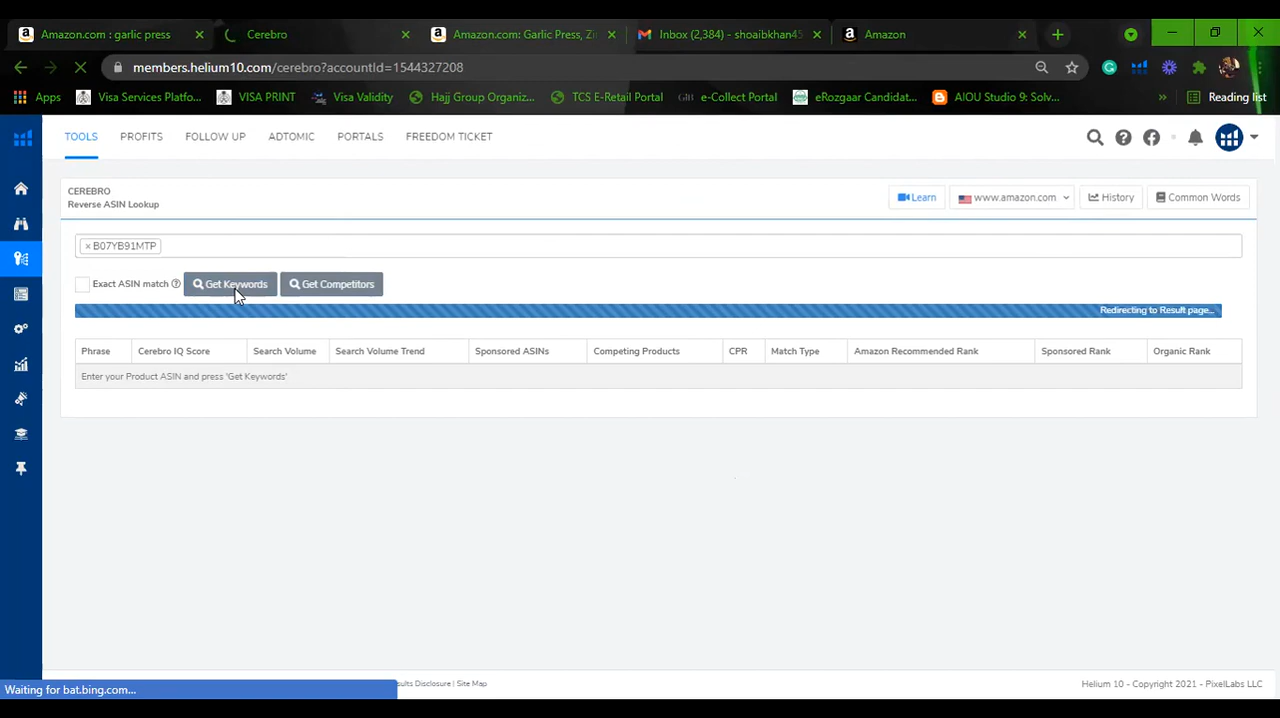 Amazon.com : garlic press
Cerebro
Amazon.com: Garlic Press, Zi
Inbox (2,384) - shoaibkhan45
Amazon
members.helium10.com/cerebro?accountId=1544327208
Apps
Visa Services Platfo...
VISA PRINT
Visa Validity
Hajj Group Organiz...
TCS E-Retail Portal
e-Collect Portal
eRozgaar Candidat...
AIOU Studio 9: Solv...
»
Reading list
TOOLS
PROFITS
FOLLOW UP
ADTOMIC
PORTALS
FREEDOM TICKET
CEREBRO
Reverse ASIN Lookup
Learn
www.amazon.com
History
Common Words
× B07YB91MTP
Exact ASIN match
Get Keywords
Get Competitors
Redirecting to Result page...
Phrase
Cerebro IQ Score
Search Volume
Search Volume Trend
Sponsored ASINs
Competing Products
CPR
Match Type
Amazon Recommended Rank
Sponsored Rank
Organic Rank
Enter your Product ASIN and press 'Get Keywords'
Waiting for bat.bing.com...
sults Disclosure | Site Map
Helium 10 - Copyright 2021 - PixelLabs LLC